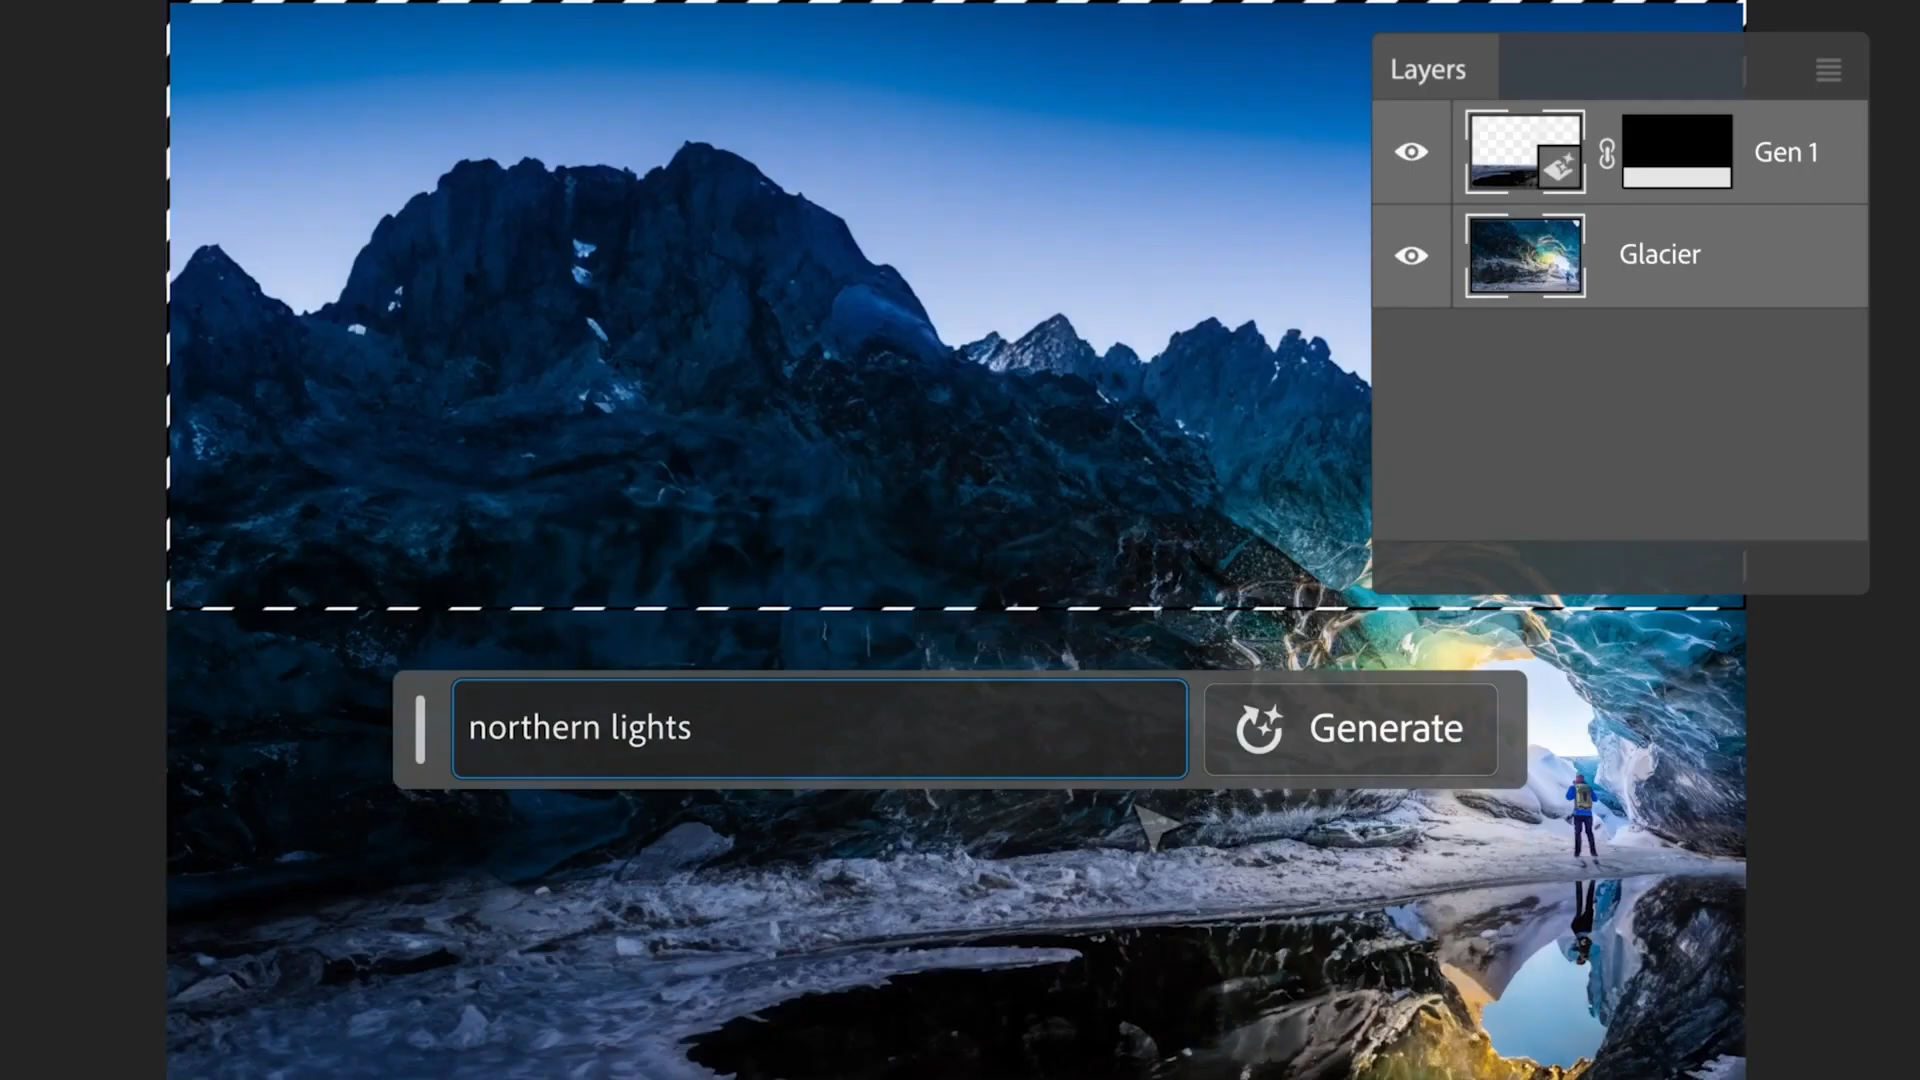 Layers
Gen 1
Glacier
northern lights
Generate